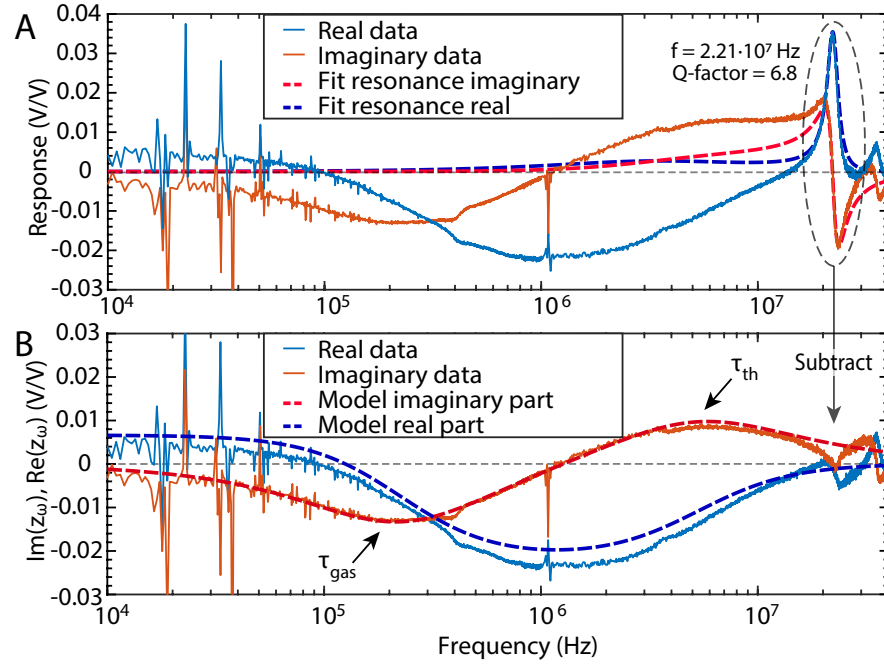 A
Response (V/V)
0.04
0.03
0.02
0.01
0
-0.01
-0.02
-0.03
Real data
Imaginary data
Fit resonance imaginary
Fit resonance real
f = 2.21·10⁷ Hz
Q-factor = 6.8
10⁴
10⁵
10⁶
10⁷
B
Im(zω), Re(zω) (V/V)
0.03
0.02
0.01
0
-0.01
-0.02
-0.03
Real data
Imaginary data
Model imaginary part
Model real part
τth
Subtract
τgas
10⁴
10⁵
10⁶
10⁷
Frequency (Hz)